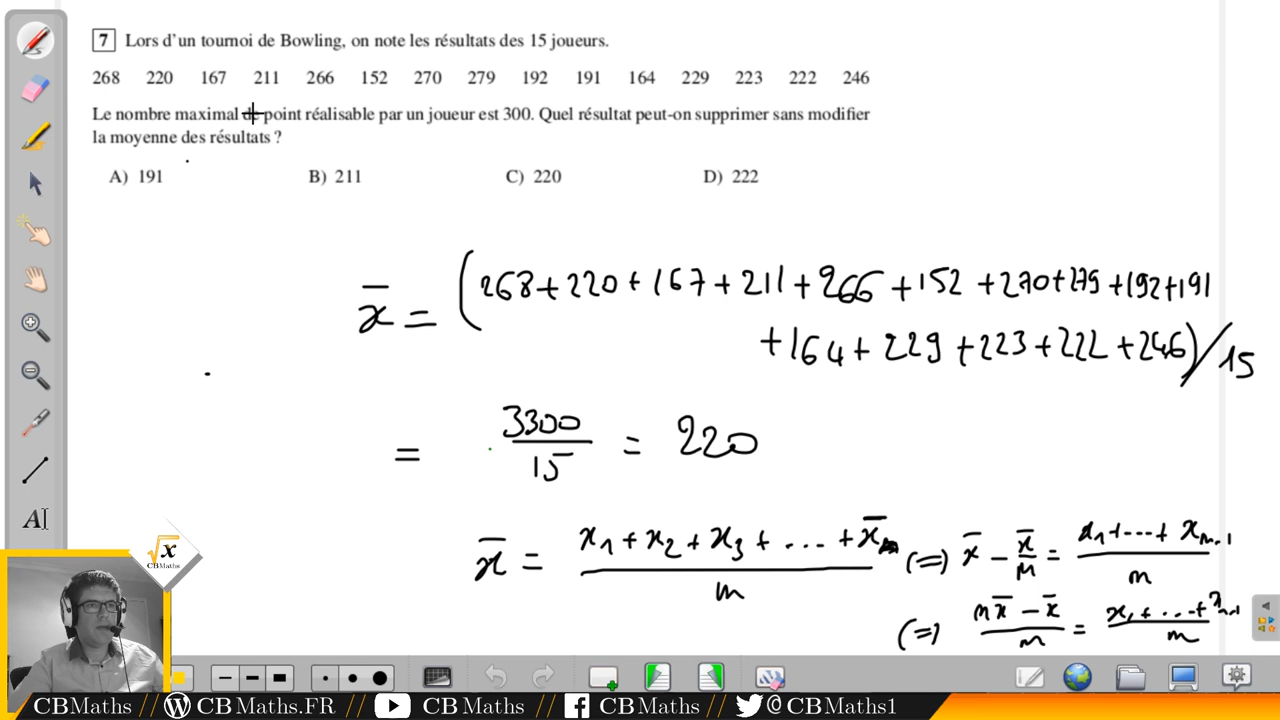 7 Lors d'un tournoi de Bowling, on note les résultats des 15 joueurs.
268 220 167 211 266 152 270 279 192 191 164 229 223 222 246
Le nombre maximal de point réalisable par un joueur est 300. Quel résultat peut-on supprimer sans modifier
la moyenne des résultats ?
A) 191 B) 211 C) 220 D) 222
x̄ = (268+220+167+211+266+152+270+279+192+191
+164+229+223+222+246)/15
= 3300/15 = 220
x̄ = (x₁+x₂+x₃+...+x̄)/n (=) x̄ - x̄/n = (x₁+...+xₙ₋₁)/n
(=) (nx̄ - x̄)/n = (x₁+...+xₙ₋₁)/n
AI
√x
CBMaths
CBMaths CBMaths.FR CBMaths CBMaths @CBMaths1